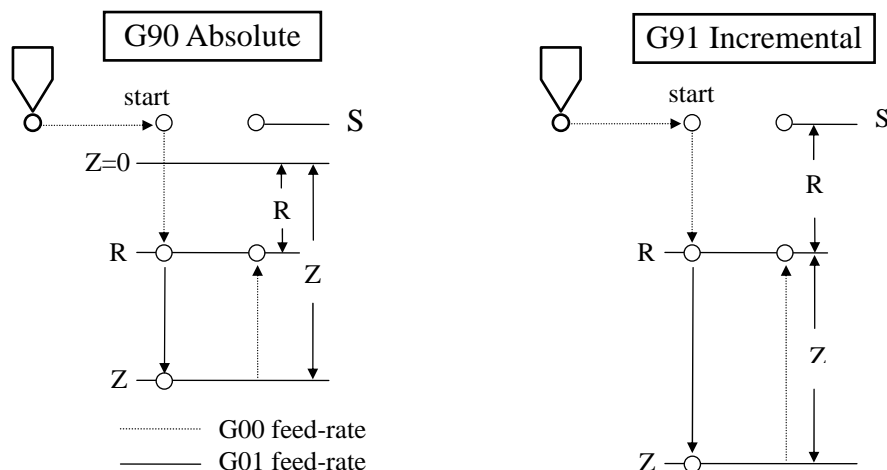 G90 Absolute
start
S
Z=0
R
R
Z
Z
G00 feed-rate
G01 feed-rate
G91 Incremental
start
S
R
R
Z
Z